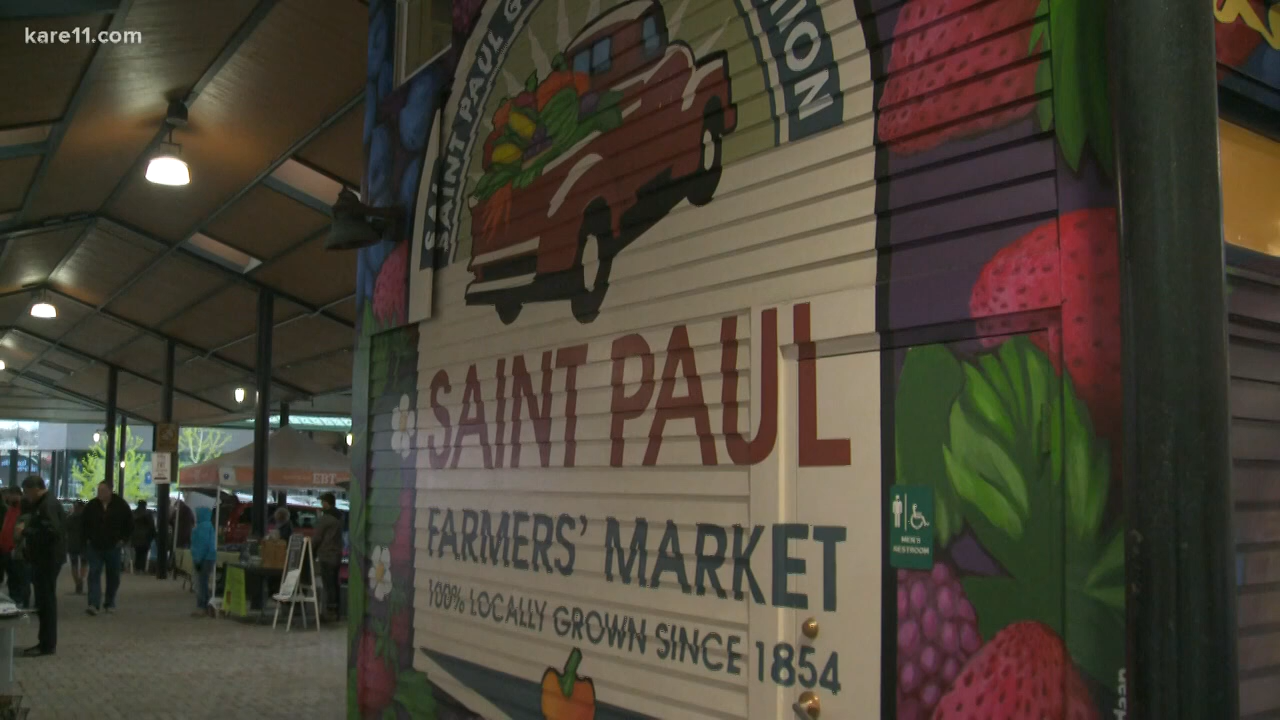 kare11.com
SAINT PAUL G
ION
SAINT PAUL
FARMERS' MARKET
100% LOCALLY GROWN SINCE 1854
MEN'S
RESTROOM
EBT